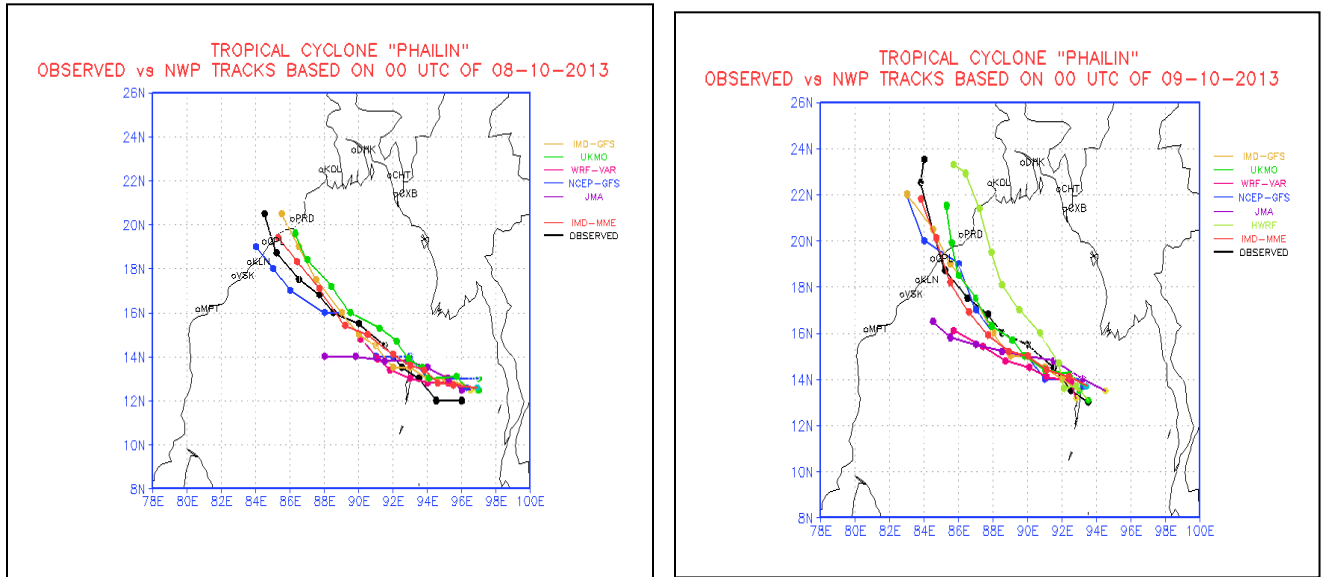 TROPICAL CYCLONE "PHAILIN"
OBSERVED vs NWP TRACKS BASED ON 00 UTC OF 08-10-2013
26N
24N
22N
20N
18N
16N
14N
12N
10N
8N
78E 80E 82E 84E 86E 88E 90E 92E 94E 96E 98E 100E
DHK
KOL
CHT
CXB
PRD
GPL
KLN
VSK
MPT
IMD-GFS
UKMO
WRF-VAR
NCEP-GFS
JMA
IMD-MME
OBSERVED
TROPICAL CYCLONE "PHAILIN"
OBSERVED vs NWP TRACKS BASED ON 00 UTC OF 09-10-2013
26N
24N
22N
20N
18N
16N
14N
12N
10N
8N
78E 80E 82E 84E 86E 88E 90E 92E 94E 96E 98E 100E
DHK
KOL
CHT
CXB
PRD
GPL
KLN
VSK
MPT
IMD-GFS
UKMO
WRF-VAR
NCEP-GFS
JMA
HWRF
IMD-MME
OBSERVED